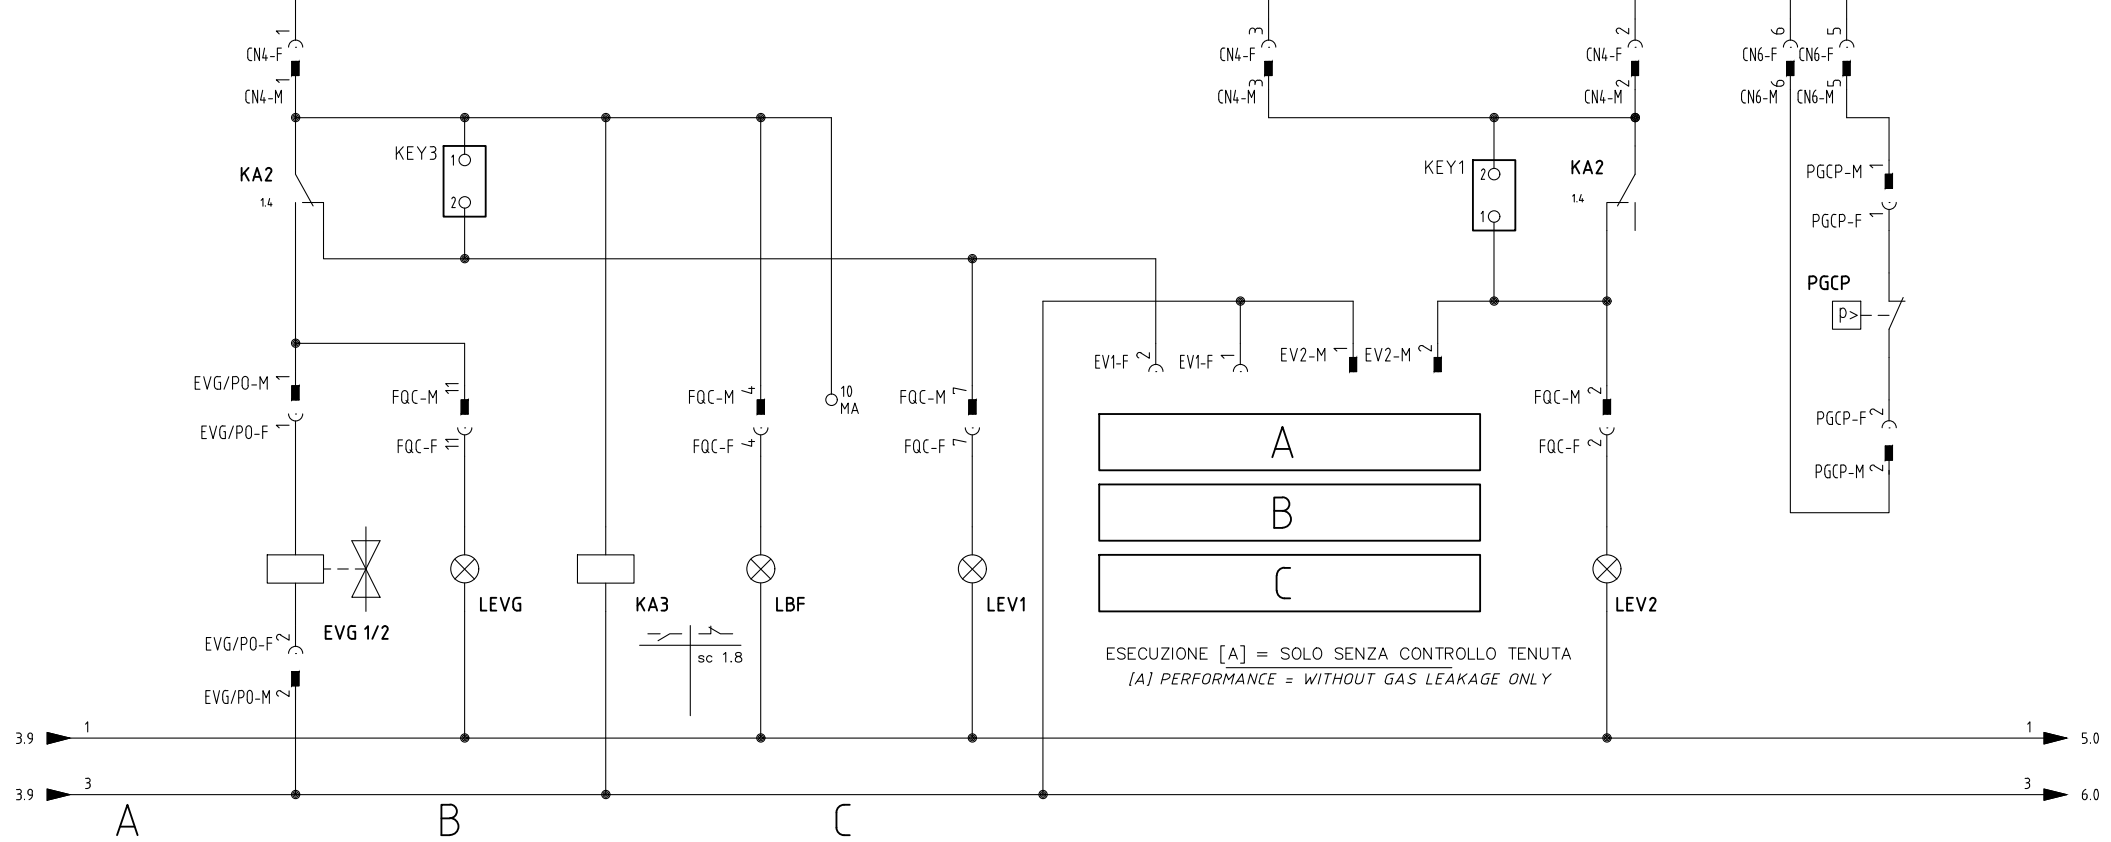 1 3 2 6 5
CN4-F CN4-F CN4-F CN6-F CN6-F
1 3 2 6 5
CN4-M CN4-M CN4-M CN6-M CN6-M
KEY3 1 2
KEY1 2 1
KA2
1.4
KA2
1.4
PGCP-M 1
PGCP-F 1
PGCP
p>
PGCP-F 2
PGCP-M 2
EV1-F 2 EV1-F 1 EV2-M 1 EV2-M 2
EVG/PO-M 1
EVG/PO-F 1
FQC-M 11
FQC-F 11
FQC-M 4
FQC-F 4
10
MA
FQC-M 7
FQC-F 7
FQC-M 2
FQC-F 2
A
B
C
EVG 1/2
LEVG
KA3
sc 1.8
LBF
LEV1
LEV2
EVG/PO-F 2
EVG/PO-M 2
ESECUZIONE [A] = SOLO SENZA CONTROLLO TENUTA
[A] PERFORMANCE = WITHOUT GAS LEAKAGE ONLY
3.9 1 1 5.0
3.9 3 3 6.0
A B C